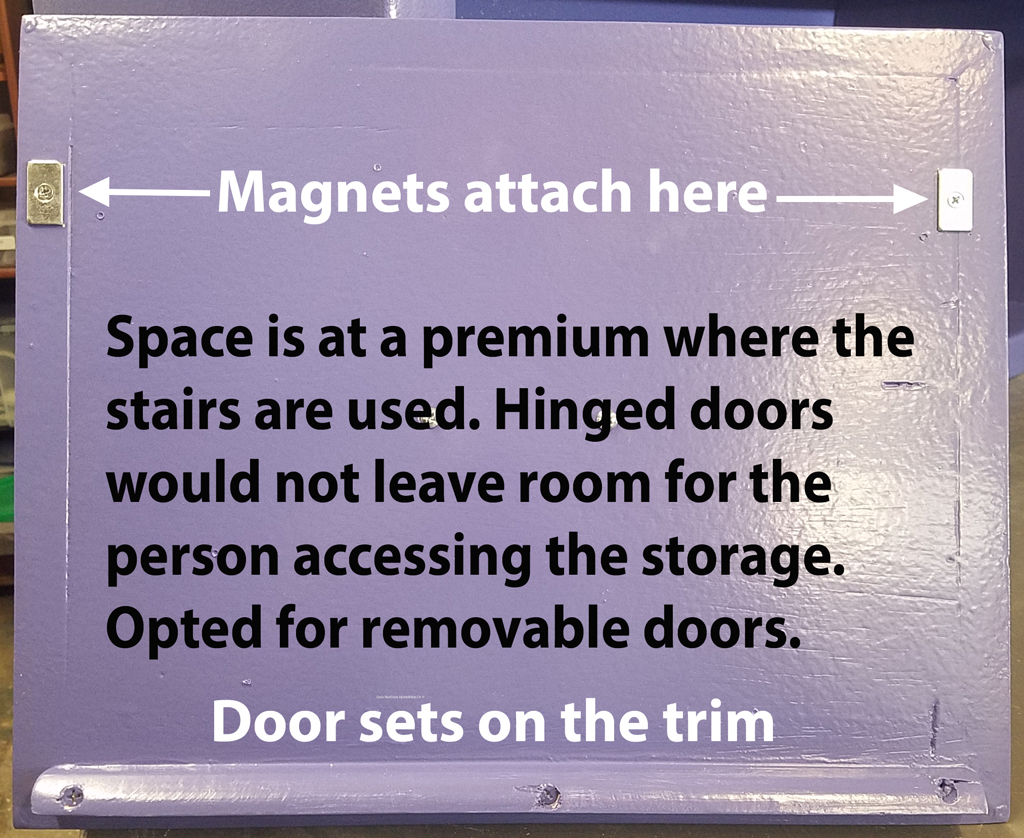 Magnets attach here
Space is at a premium where the
stairs are used. Hinged doors
would not leave room for the
person accessing the storage.
Opted for removable doors.
Door sets on the trim